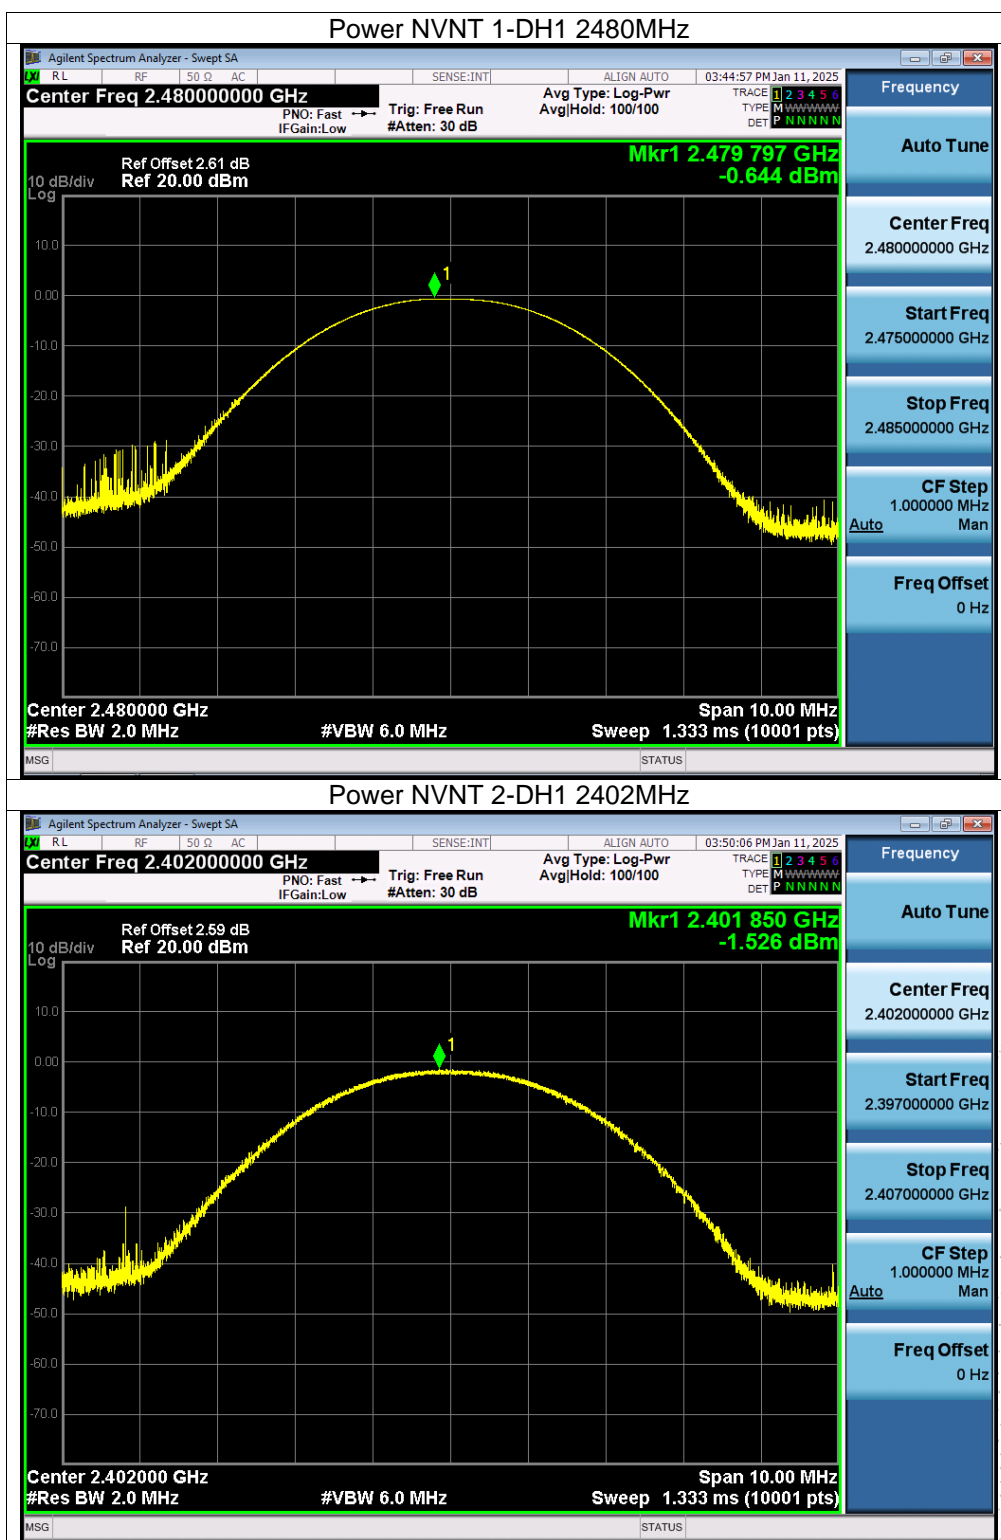 Power NVNT 1-DH1 2480MHz
Agilent Spectrum Analyzer - Swept SA
LXI RL RF 50 Ω AC SENSE:INT ALIGN AUTO 03:44:57 PM Jan 11, 2025
Center Freq 2.480000000 GHz
PNO: Fast
IFGain:Low
Trig: Free Run
#Atten: 30 dB
Avg Type: Log-Pwr
Avg|Hold: 100/100
TRACE 1 2 3 4 5 6
TYPE M WWWWW
DET P N N N N N
Frequency
Auto Tune
Center Freq
2.480000000 GHz
Start Freq
2.475000000 GHz
Stop Freq
2.485000000 GHz
CF Step
1.000000 MHz
Auto Man
Freq Offset
0 Hz
Mkr1 2.479 797 GHz
-0.644 dBm
Ref Offset 2.61 dB
10 dB/div Ref 20.00 dBm
Log
1
10.0
0.00
-10.0
-20.0
-30.0
-40.0
-50.0
-60.0
-70.0
Center 2.480000 GHz Span 10.00 MHz
#Res BW 2.0 MHz #VBW 6.0 MHz Sweep 1.333 ms (10001 pts)
MSG STATUS
Power NVNT 2-DH1 2402MHz
Agilent Spectrum Analyzer - Swept SA
LXI RL RF 50 Ω AC SENSE:INT ALIGN AUTO 03:50:06 PM Jan 11, 2025
Center Freq 2.402000000 GHz
PNO: Fast
IFGain:Low
Trig: Free Run
#Atten: 30 dB
Avg Type: Log-Pwr
Avg|Hold: 100/100
TRACE 1 2 3 4 5 6
TYPE M WWWWW
DET P N N N N N
Frequency
Auto Tune
Center Freq
2.402000000 GHz
Start Freq
2.397000000 GHz
Stop Freq
2.407000000 GHz
CF Step
1.000000 MHz
Auto Man
Freq Offset
0 Hz
Mkr1 2.401 850 GHz
-1.526 dBm
Ref Offset 2.59 dB
10 dB/div Ref 20.00 dBm
Log
1
10.0
0.00
-10.0
-20.0
-30.0
-40.0
-50.0
-60.0
-70.0
Center 2.402000 GHz Span 10.00 MHz
#Res BW 2.0 MHz #VBW 6.0 MHz Sweep 1.333 ms (10001 pts)
MSG STATUS